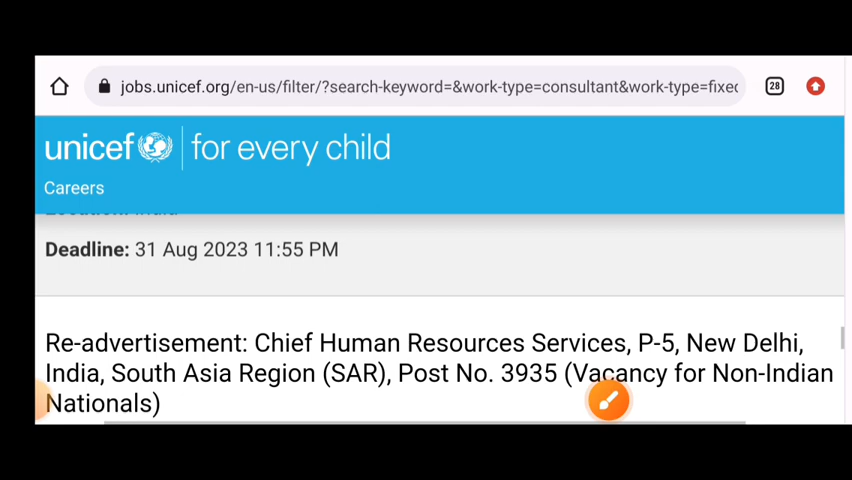 jobs.unicef.org/en-us/filter/?search-keyword=&work-type=consultant&work-type=fixed
28
unicef for every child
Careers
Deadline: 31 Aug 2023 11:55 PM
Re-advertisement: Chief Human Resources Services, P-5, New Delhi,
India, South Asia Region (SAR), Post No. 3935 (Vacancy for Non-Indian
Nationals)